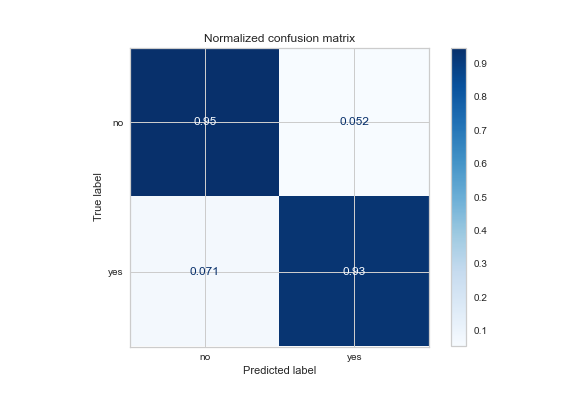 Normalized confusion matrix
no
0.95
0.052
yes
0.071
0.93
no
yes
True label
Predicted label
0.9
0.8
0.7
0.6
0.5
0.4
0.3
0.2
0.1